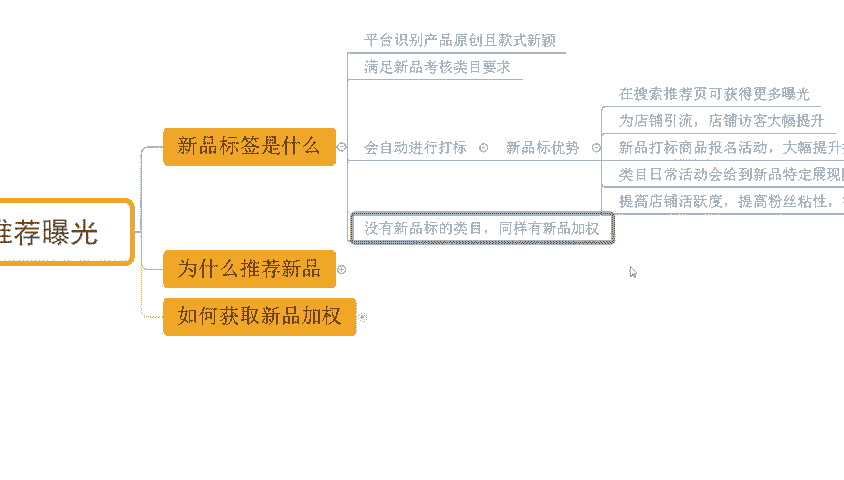 推荐曝光
新品标签是什么
平台识别产品原创且款式新颖
满足新品考核类目要求
会自动进行打标
新品标优势
在搜索推荐页可获得更多曝光
为店铺引流，店铺访客大幅提升
新品打标商品报名活动，大幅提升
类目日常活动会给到新品特定展现
提高店铺活跃度，提高粉丝粘性，
没有新品标的类目，同样有新品加权
为什么推荐新品
如何获取新品加权